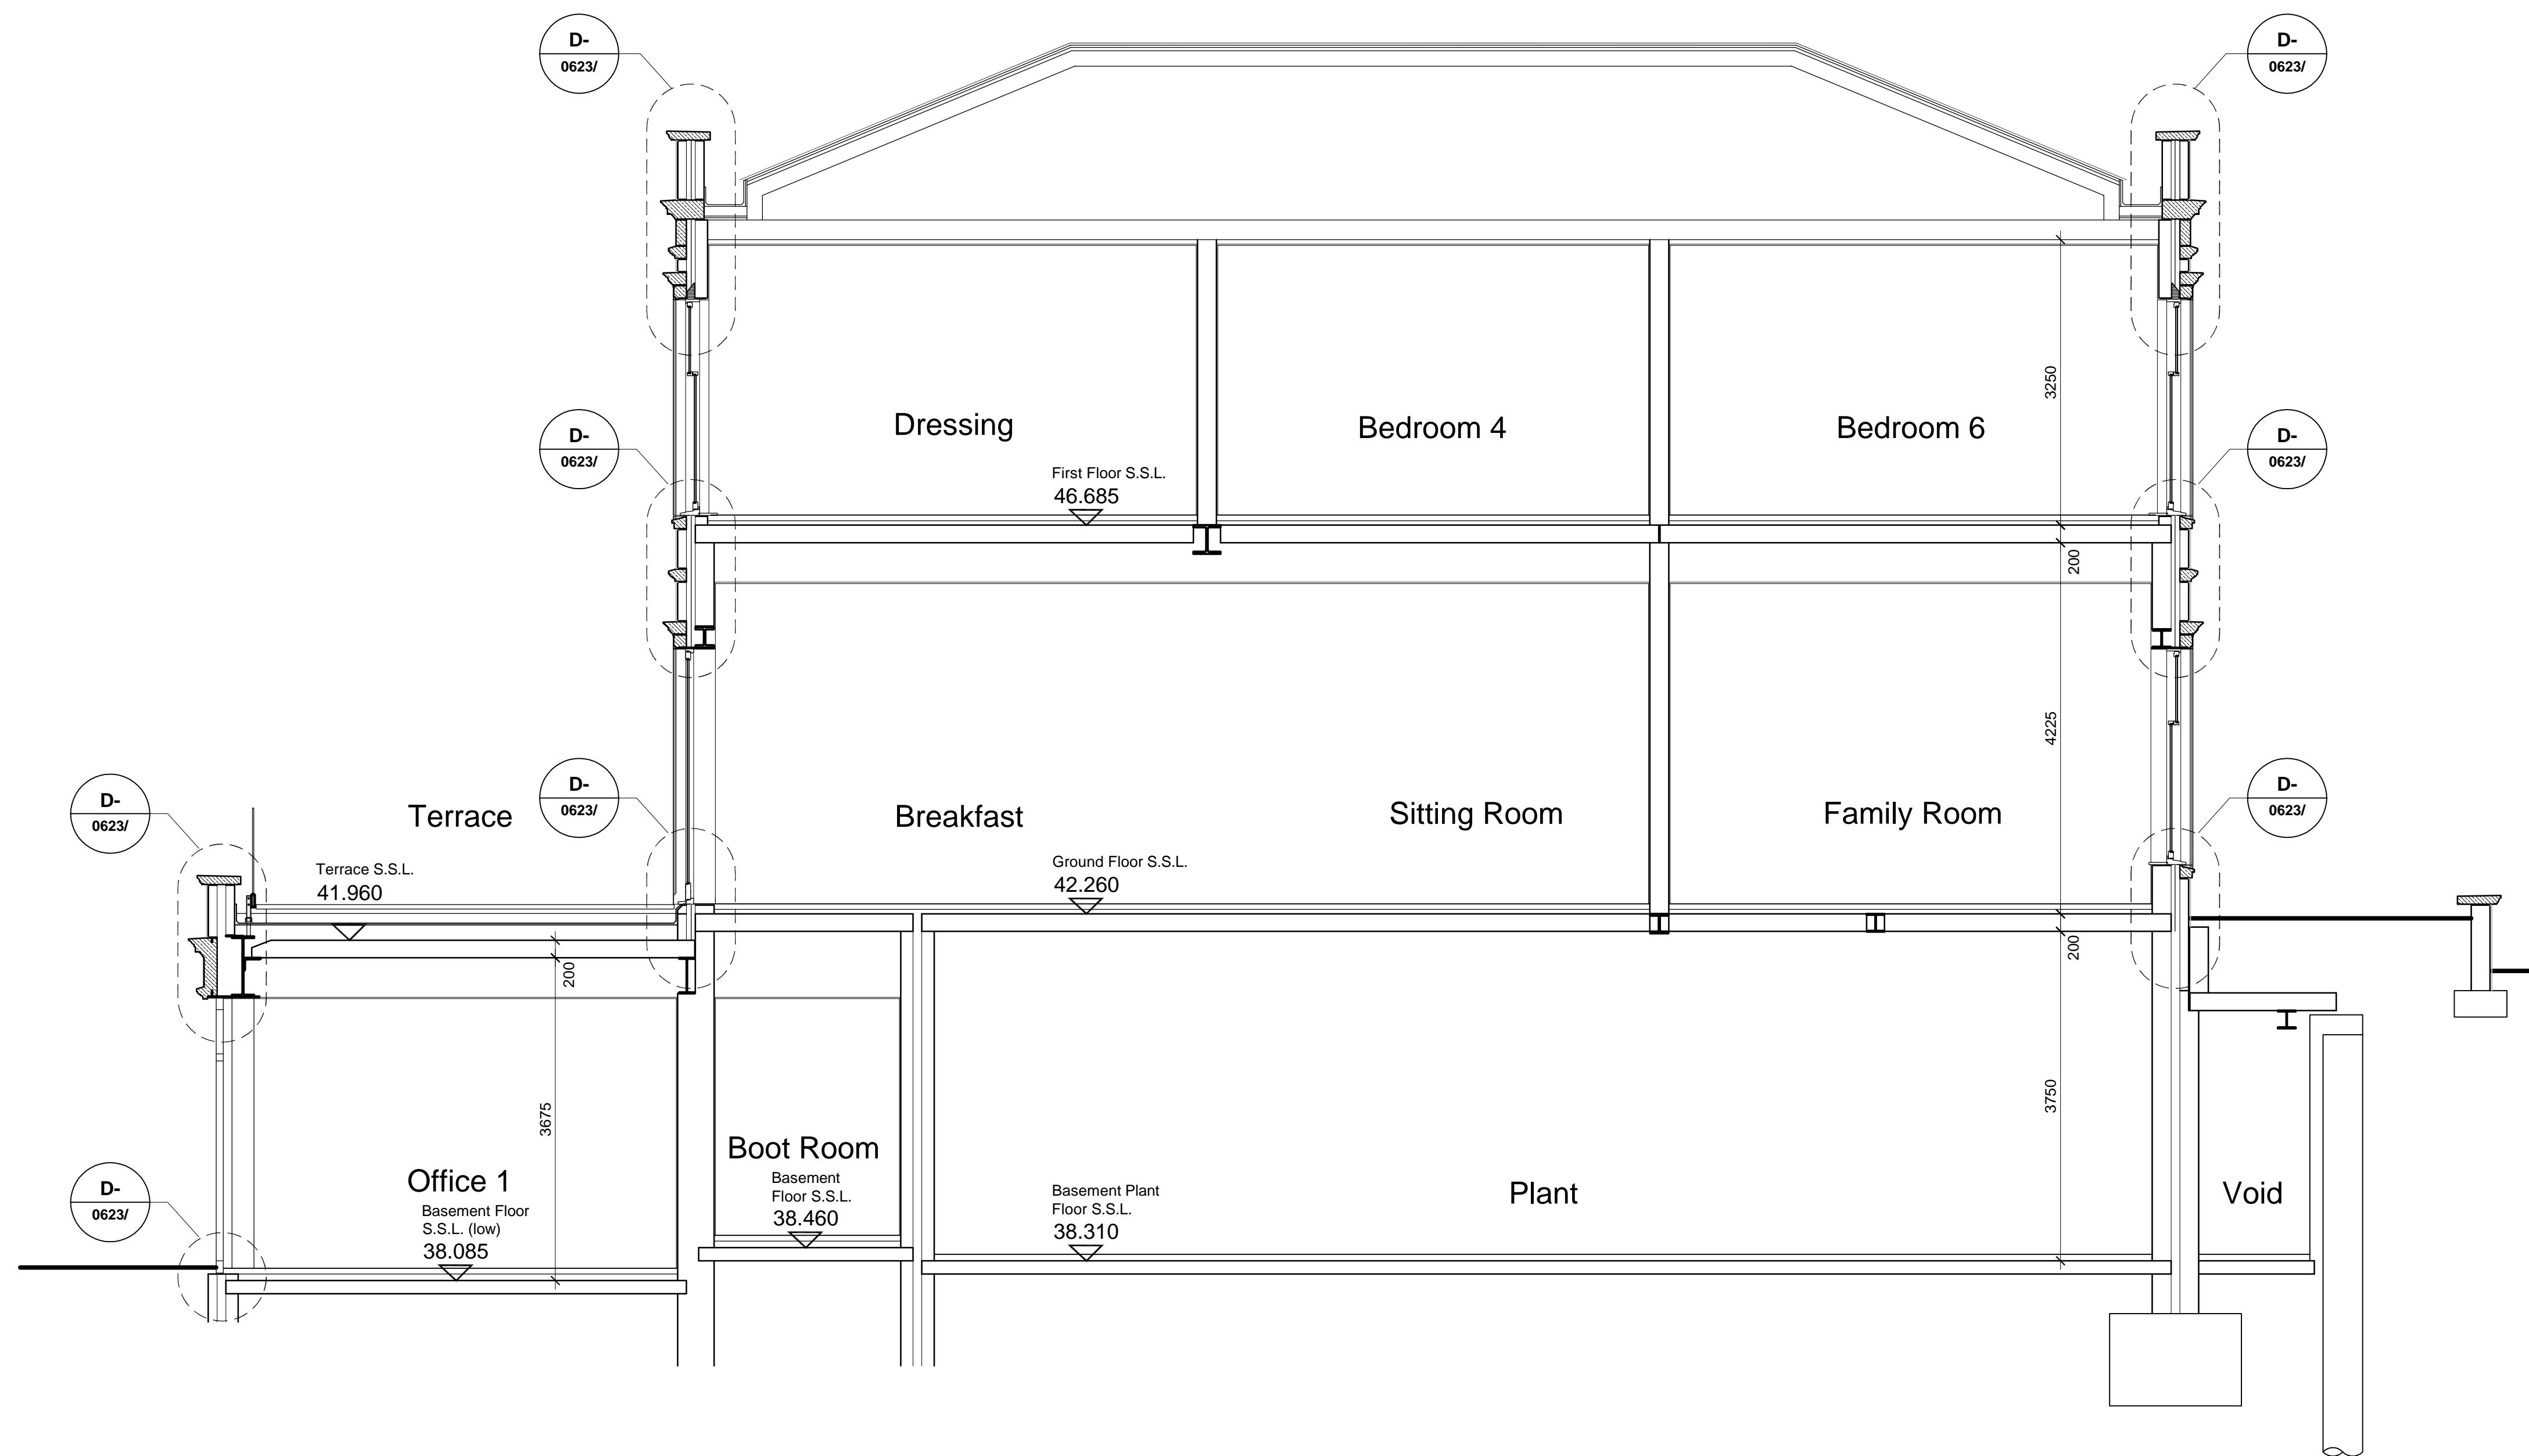 D-
0623/
D-
0623/
3250
Dressing
Bedroom 4
Bedroom 6
D-
0623/
D-
0623/
First Floor S.S.L.
46.685
200
4225
D-
0623/
Terrace
D-
0623/
Breakfast
Sitting Room
Family Room
D-
0623/
Terrace S.S.L.
41.960
Ground Floor S.S.L.
42.260
200
200
3675
3750
Boot Room
Basement
Floor S.S.L.
38.460
Office 1
Basement Floor
S.S.L. (low)
38.085
D-
0623/
Basement Plant
Floor S.S.L.
38.310
Plant
Void